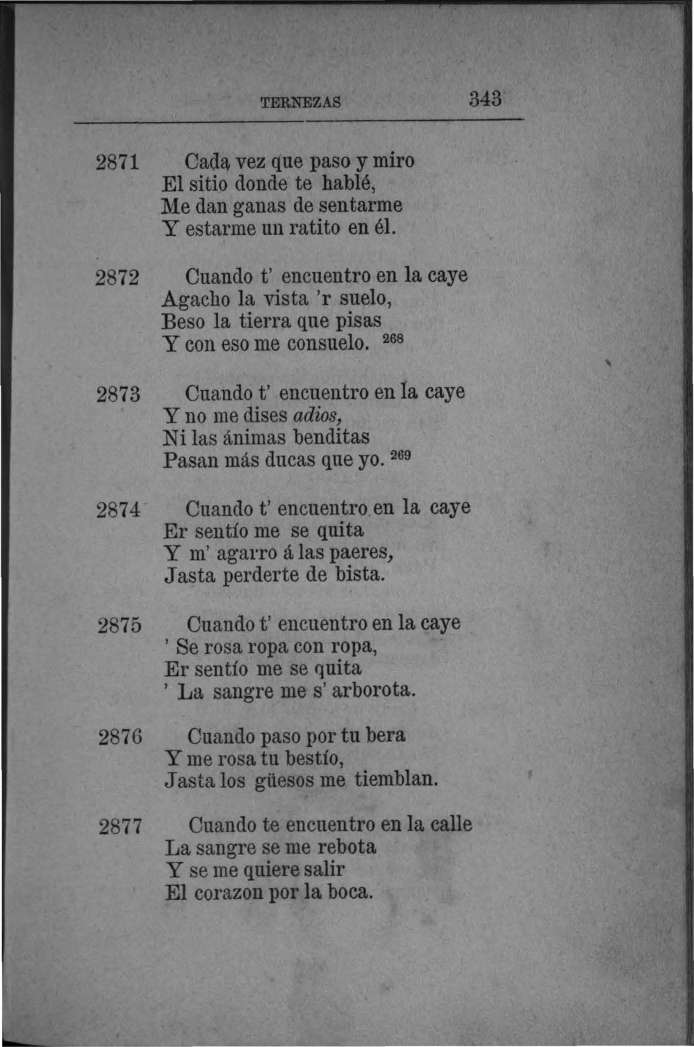 TERNEZAS 343
2871 Cada vez que paso y miro
El sitio donde te hablé,
Me dan ganas de sentarme
Y estarme un ratito en él.
2872 Cuando t' encuentro en la caye
Agacho la vista 'r suelo,
Beso la tierra que pisas
Y con eso me consuelo. 268
2873 Cuando t' encuentro en la caye
Y no me dises adios,
Ni las ánimas benditas
Pasan más ducas que yo. 269
2874 Cuando t' encuentro en la caye
Er sentío me se quita
Y m' agarro á las paeres,
Jasta perderte de bista.
2875 Cuando t' encuentro en la caye
' Se rosa ropa con ropa,
Er sentío me se quita
' La sangre me s' arborota.
2876 Cuando paso por tu bera
Y me rosa tu bestío,
Jasta los güesos me tiemblan.
2877 Cuando te encuentro en la calle
La sangre se me rebota
Y se me quiere salir
El corazon por la boca.